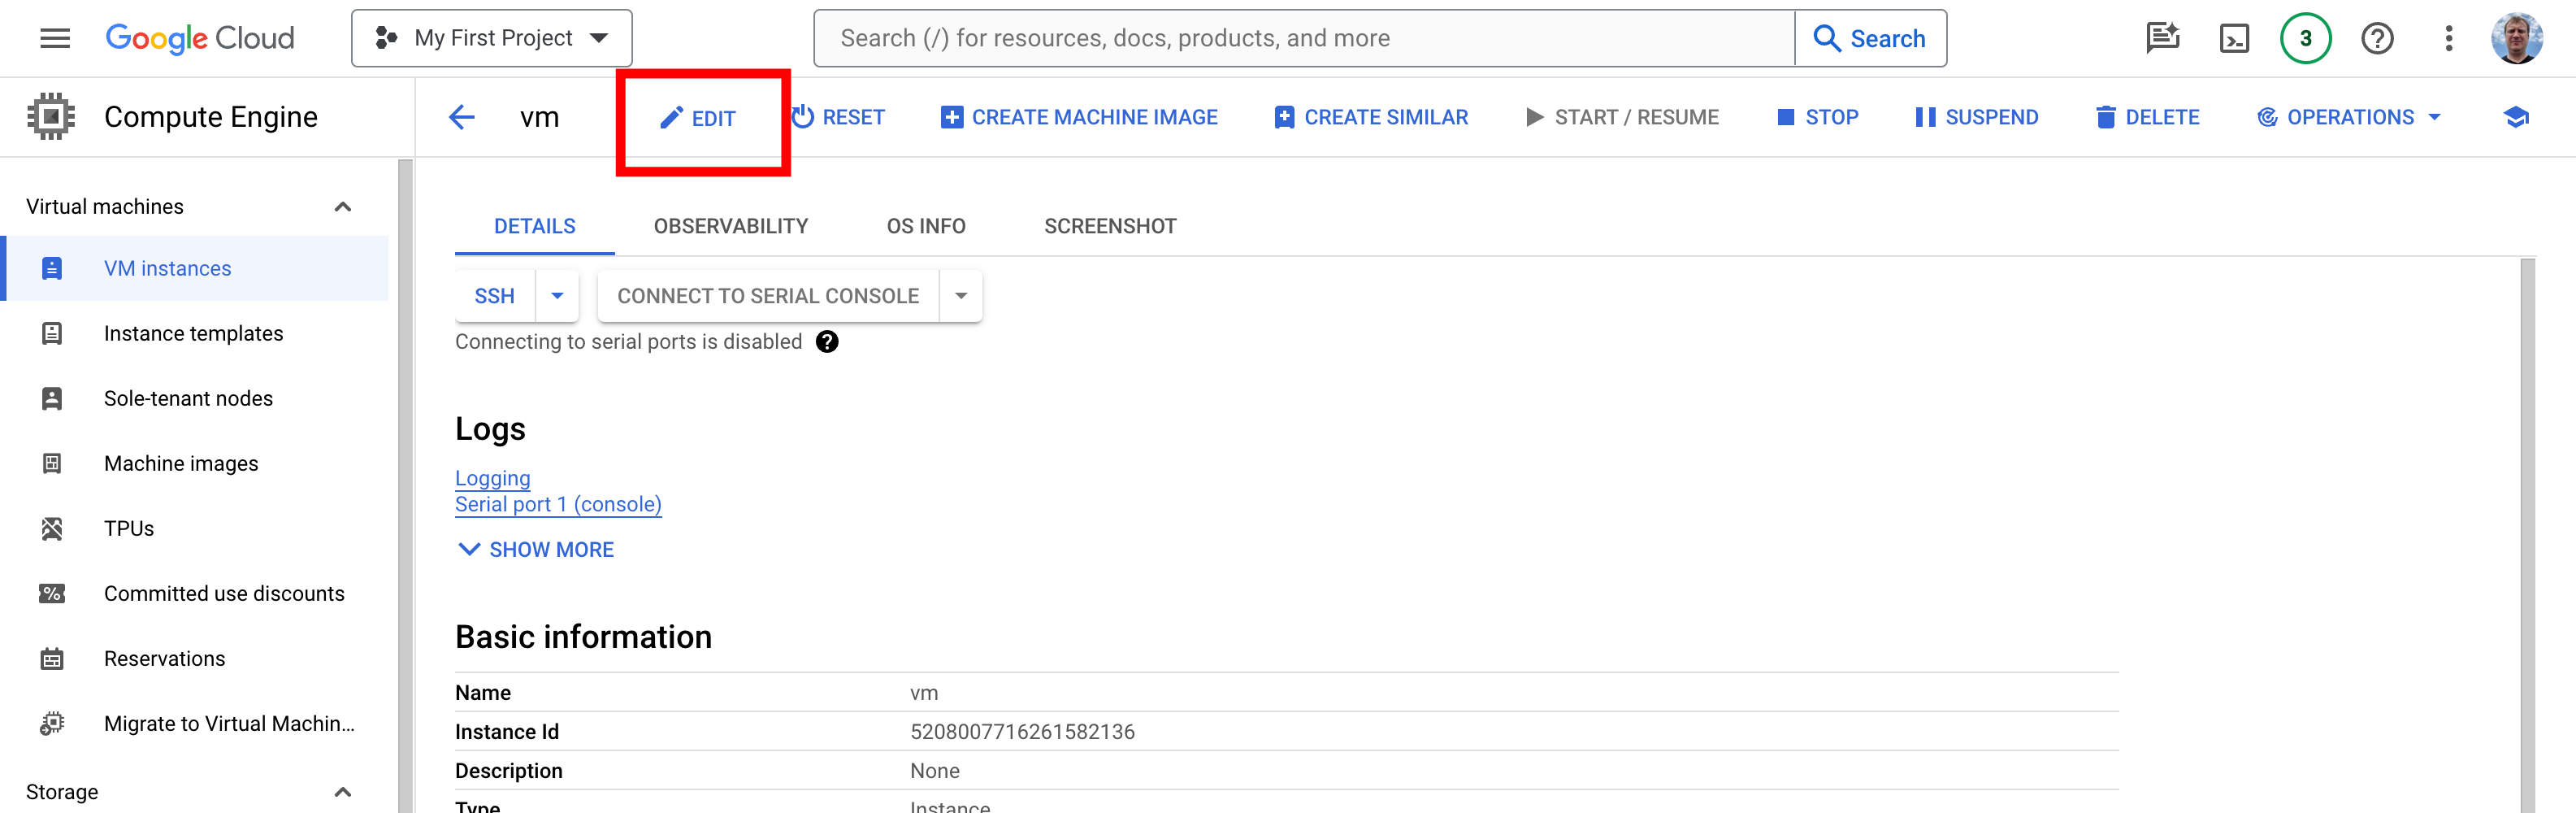 Google Cloud
My First Project
Search (/) for resources, docs, products, and more
Search
3
Compute Engine
vm
EDIT
RESET
CREATE MACHINE IMAGE
CREATE SIMILAR
START / RESUME
STOP
SUSPEND
DELETE
OPERATIONS
Virtual machines
VM instances
Instance templates
Sole-tenant nodes
Machine images
TPUs
Committed use discounts
Reservations
Migrate to Virtual Machin...
Storage
DETAILS
OBSERVABILITY
OS INFO
SCREENSHOT
SSH
CONNECT TO SERIAL CONSOLE
Connecting to serial ports is disabled
Logs
Logging
Serial port 1 (console)
SHOW MORE
Basic information
Name vm
Instance Id 5208007716261582136
Description None
Type Instance